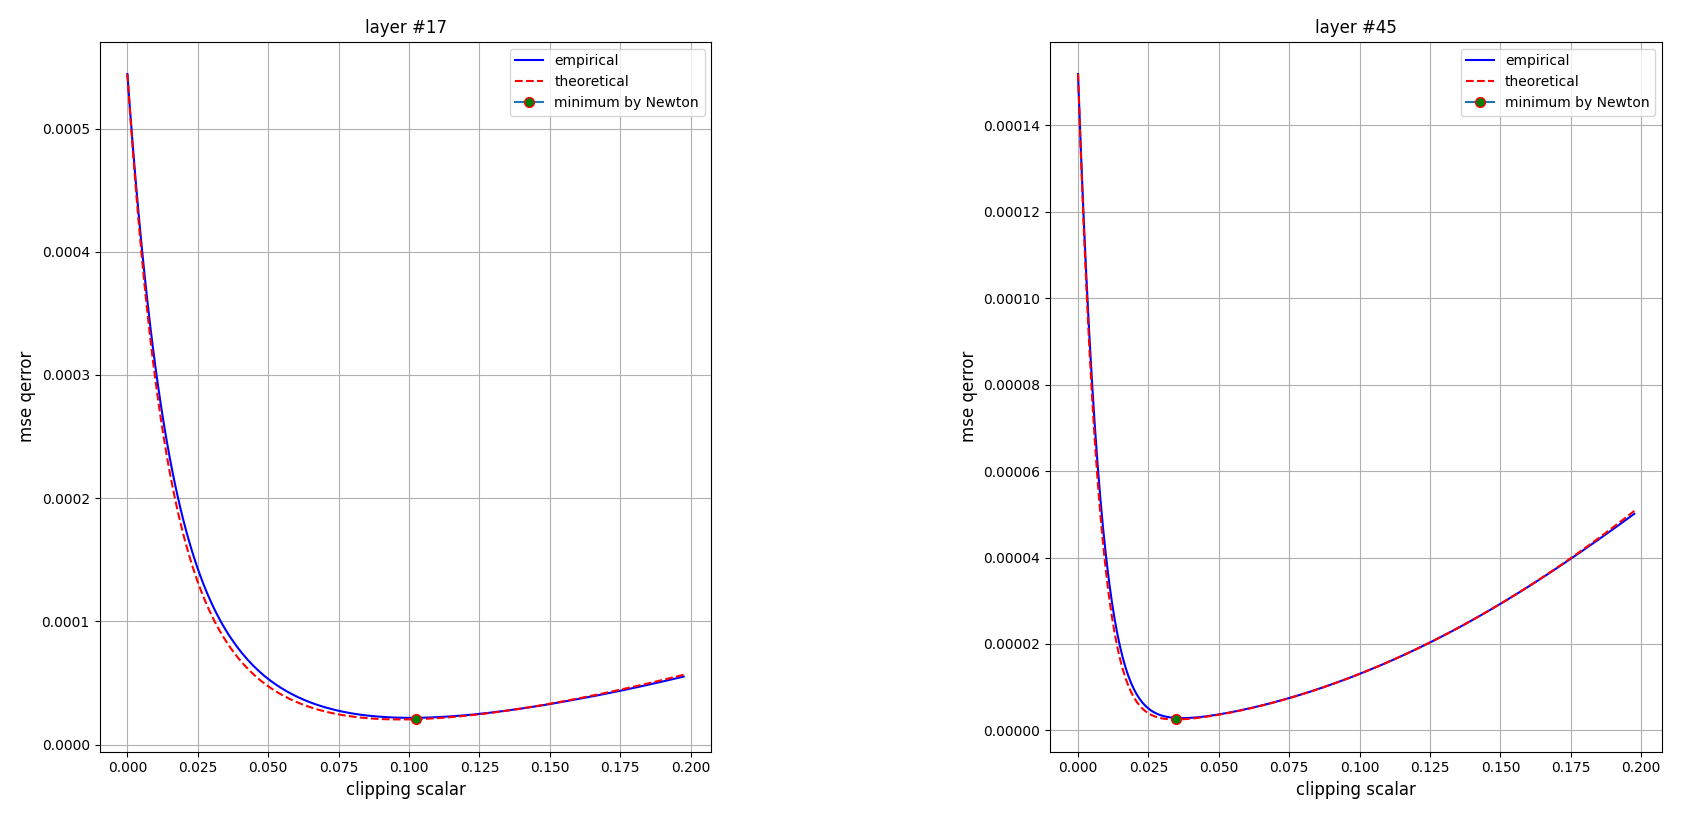 layer #17
empirical
theoretical
minimum by Newton
0.0005
0.0004
0.0003
0.0002
0.0001
0.0000
mse qerror
0.000 0.025 0.050 0.075 0.100 0.125 0.150 0.175 0.200
clipping scalar
layer #45
empirical
theoretical
minimum by Newton
0.00014
0.00012
0.00010
0.00008
0.00006
0.00004
0.00002
0.00000
mse qerror
0.000 0.025 0.050 0.075 0.100 0.125 0.150 0.175 0.200
clipping scalar